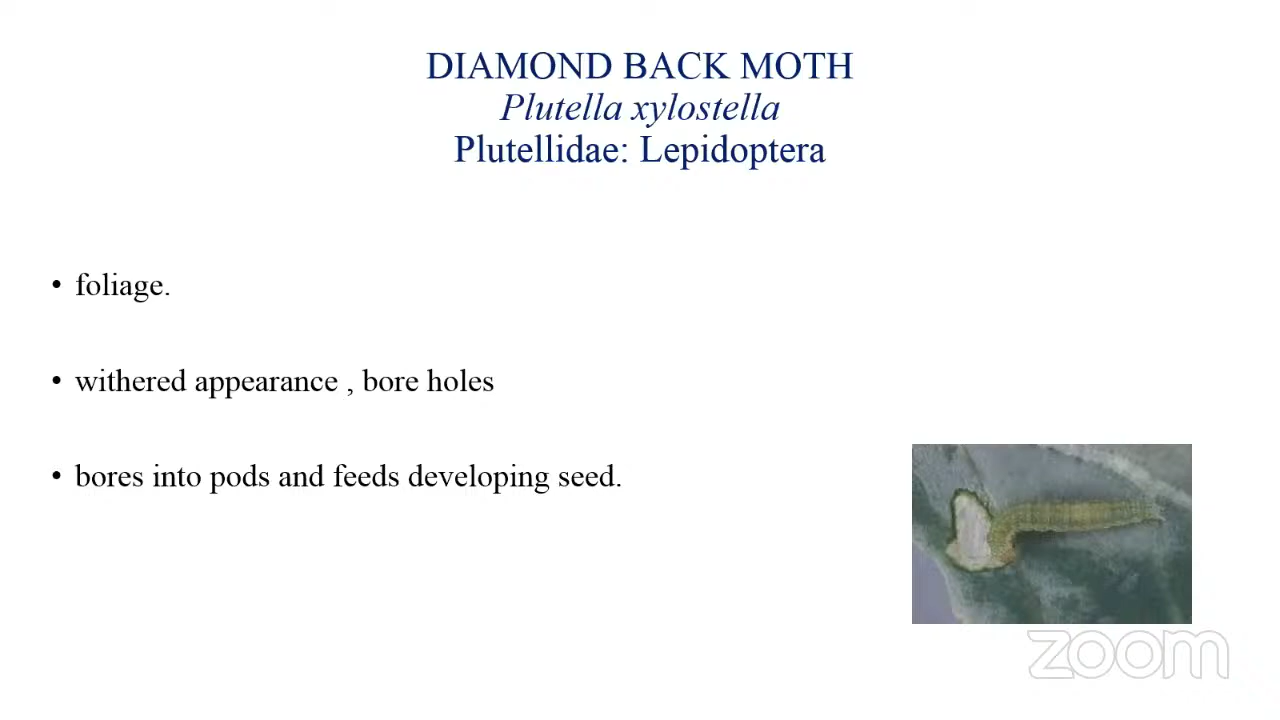 DIAMOND BACK MOTH
Plutella xylostella
Plutellidae: Lepidoptera
• foliage.
• withered appearance , bore holes
• bores into pods and feeds developing seed.
zoom